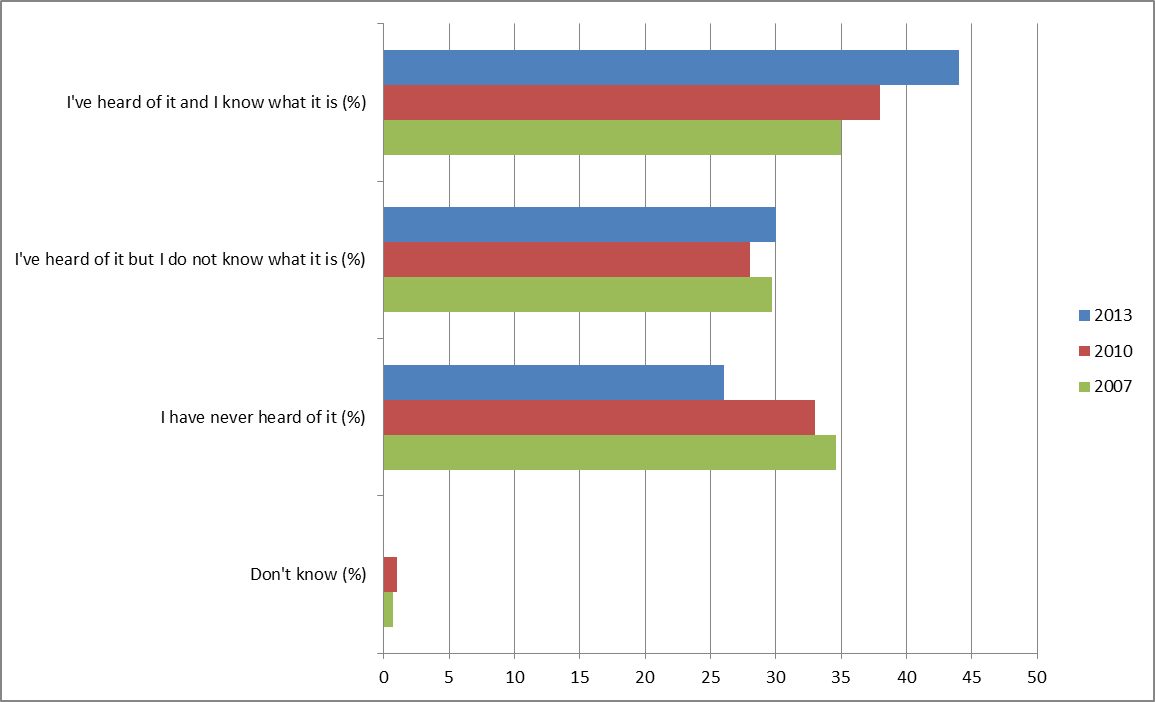 I've heard of it and I know what it is (%)
I've heard of it but I do not know what it is (%)
I have never heard of it (%)
Don't know (%)
0 5 10 15 20 25 30 35 40 45 50
2013
2010
2007